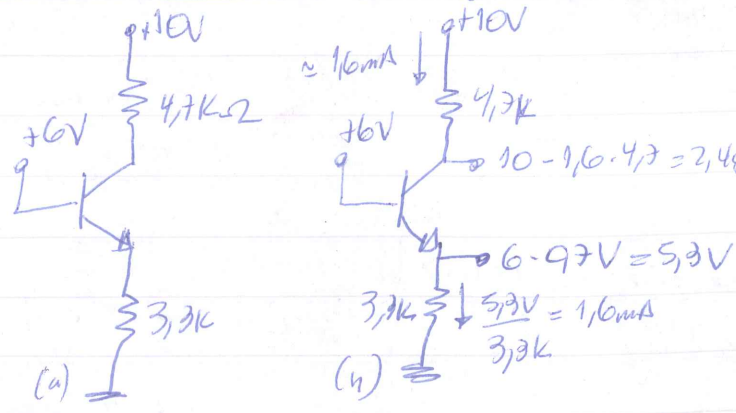 +10V
4,7KΩ
+6V
3,3K
(a)
+10V
≃ 1,6mA
4,7K
+6V
10 - 1,6 · 4,7 = 2,4
6 - 0,7V = 5,3V
3,3K
5,3V
3,3K
= 1,6mA